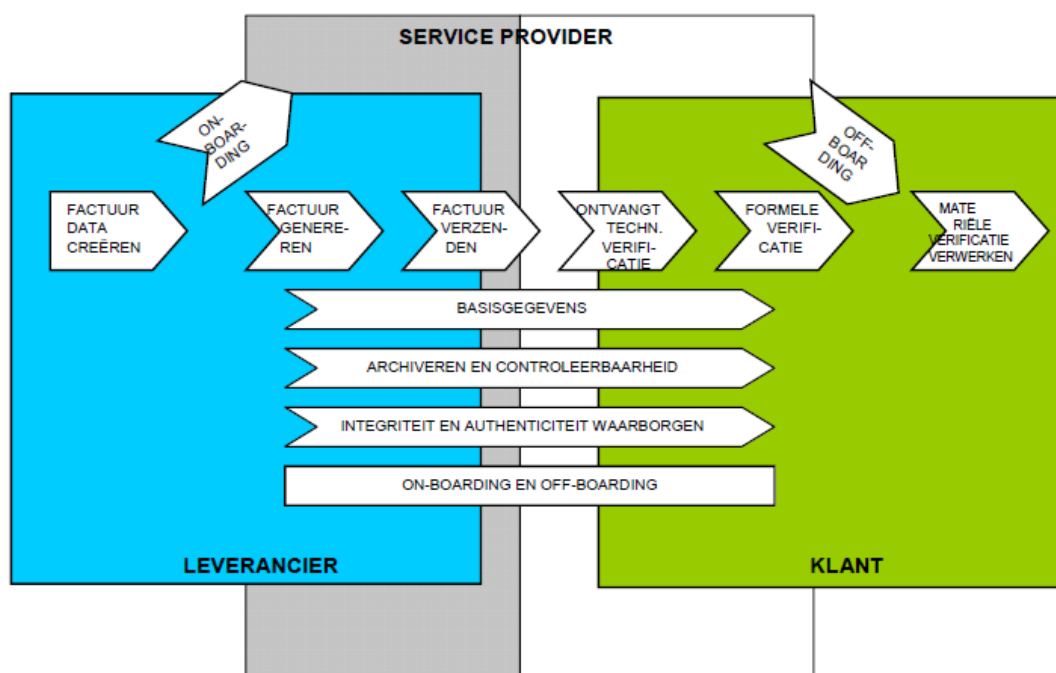 SERVICE PROVIDER
ON-
BOAR-
DING
OFF-
BOAR
DING
FACTUUR
DATA
CREËREN
FACTUUR
GENERE-
REN
FACTUUR
VERZEN-
DEN
ONTVANGT
TECHN.
VERIFI-
CATIE
FORMELE
VERIFI-
CATIE
MATE
RIËLE
VERIFICATIE
VERWERKEN
BASISGEGEVENS
ARCHIVEREN EN CONTROLEERBAARHEID
INTEGRITEIT EN AUTHENTICITEIT WAARBORGEN
ON-BOARDING EN OFF-BOARDING
LEVERANCIER
KLANT